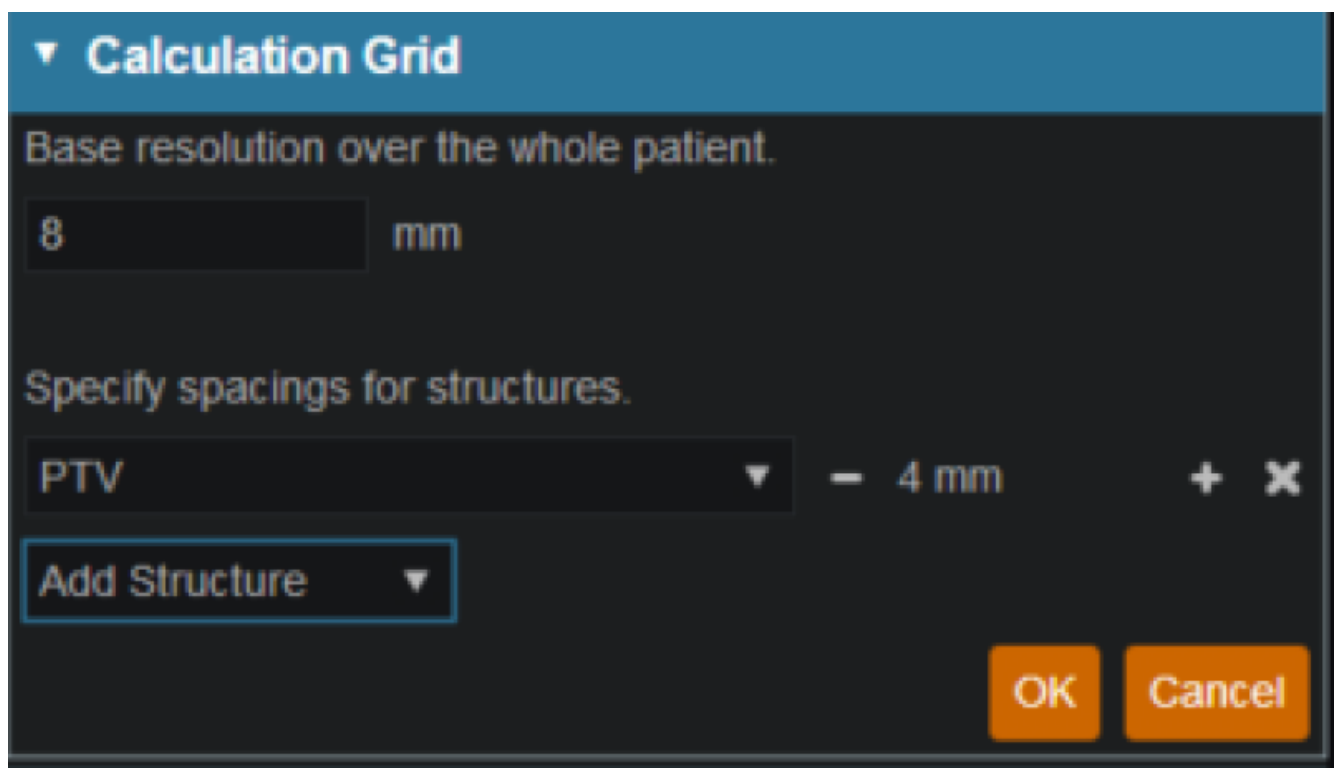 Calculation Grid
Base resolution over the whole patient.
8 mm
Specify spacings for structures.
PTV 4 mm
Add Structure
OK Cancel